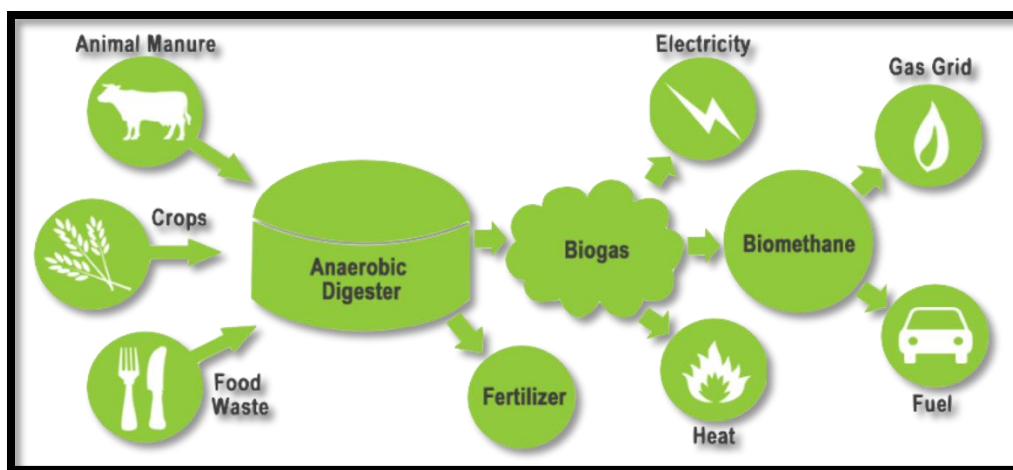 Animal Manure
Electricity
Gas Grid
Crops
Anaerobic
Digester
Biogas
Biomethane
Food
Waste
Fertilizer
Heat
Fuel